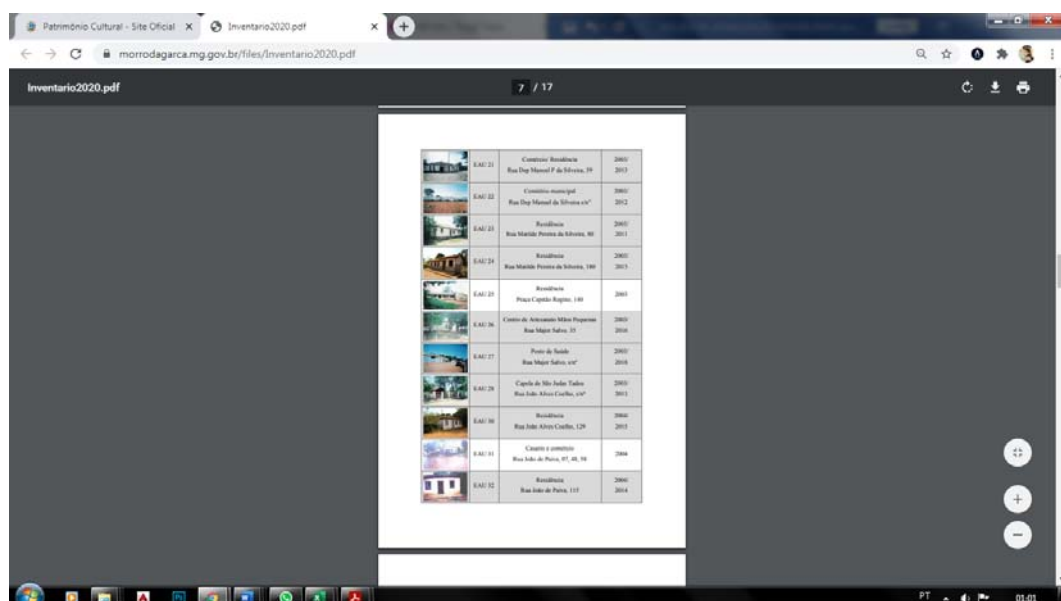 Patrimônio Cultural - Site Oficial
Inventario2020.pdf
morrodagarca.mg.gov.br/files/Inventario2020.pdf
Inventario2020.pdf
7 / 17
EAU 21
Comércio/ Residência
Rua Dep Manoel P da Silveira, 59
2003/
2013
EAU 22
Cemitério municipal
Rua Dep Manoel da Silveira s/nº
2003/
2012
EAU 23
Residência
Rua Matilde Pereira da Silveira, 80
2003/
2011
EAU 24
Residência
Rua Matilde Pereira da Silveira, 100
2003/
2015
EAU 25
Residência
Praça Capitão Regino, 140
2003
EAU 26
Centro de Artesanato Mãos Pequenas
Rua Major Salvo, 35
2003/
2016
EAU 27
Posto de Saúde
Rua Major Salvo, s/nº
2003/
2016
EAU 28
Capela de São Judas Tadeu
Rua João Alves Coelho, s/nº
2003/
EAU 30
Residência
Rua João Alves Coelho, 129
2004/
2015
EAU 31
Casario e comércio
Rua João de Paiva,
2004
EAU 32
Residência
Rua João de Paiva, 115
2004/
2014
PT
01:01